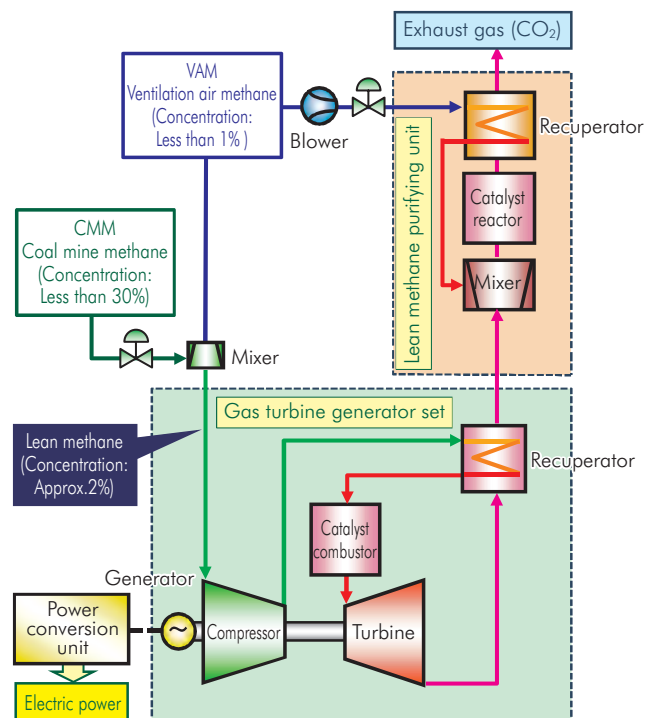 Exhaust gas (CO₂)
VAM
Ventilation air methane
(Concentration:
Less than 1% )
Blower
Recuperator
Lean methane purifying unit
Catalyst
reactor
Mixer
CMM
Coal mine methane
(Concentration:
Less than 30%)
Mixer
Gas turbine generator set
Lean methane
(Concentration:
Approx.2%)
Recuperator
Catalyst
combustor
Generator
Power
conversion
unit
~
Compressor
Turbine
Electric power